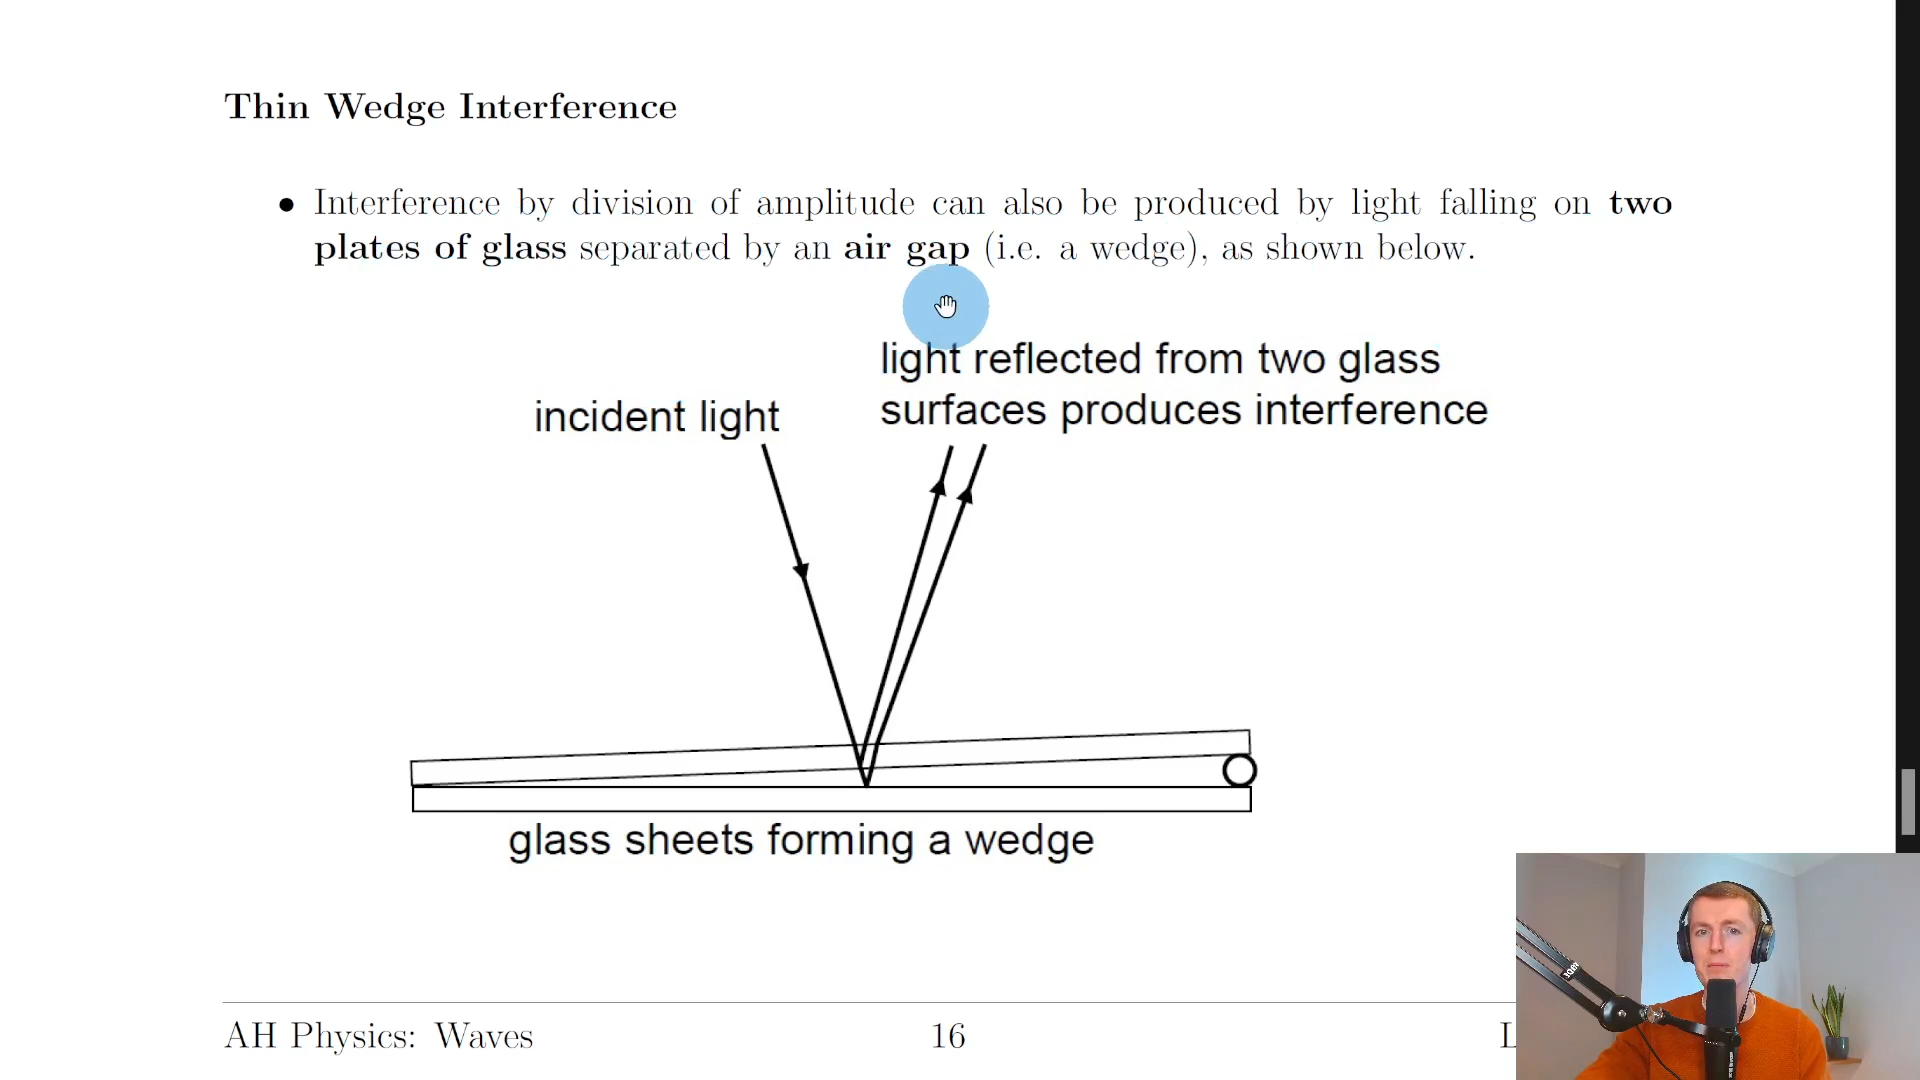 Thin Wedge Interference
• Interference by division of amplitude can also be produced by light falling on two
plates of glass separated by an air gap (i.e. a wedge), as shown below.
light reflected from two glass
surfaces produces interference
incident light
glass sheets forming a wedge
AH Physics: Waves
16